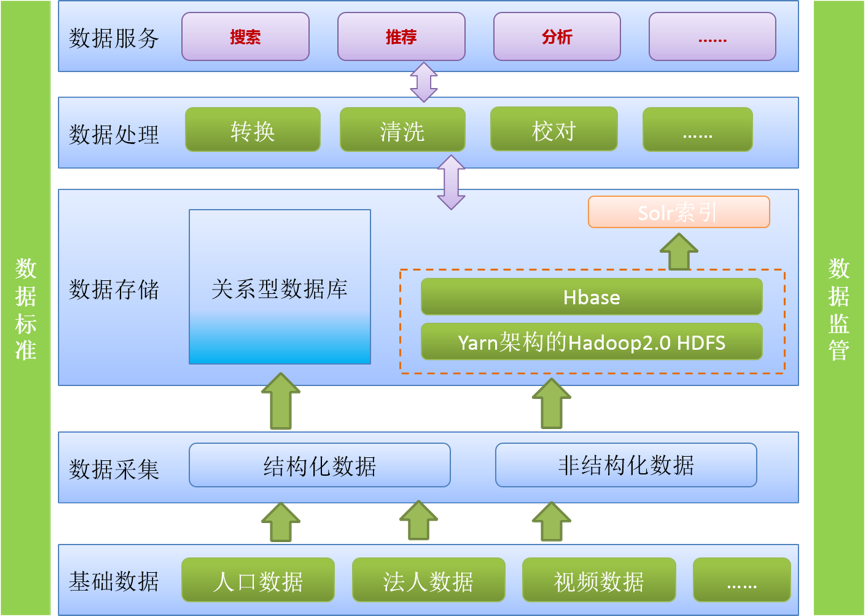 数据标准
数据监管
数据服务
搜索
推荐
分析
......
数据处理
转换
清洗
校对
......
数据存储
关系型数据库
Solr索引
Hbase
Yarn架构的Hadoop2.0 HDFS
数据采集
结构化数据
非结构化数据
基础数据
人口数据
法人数据
视频数据
......